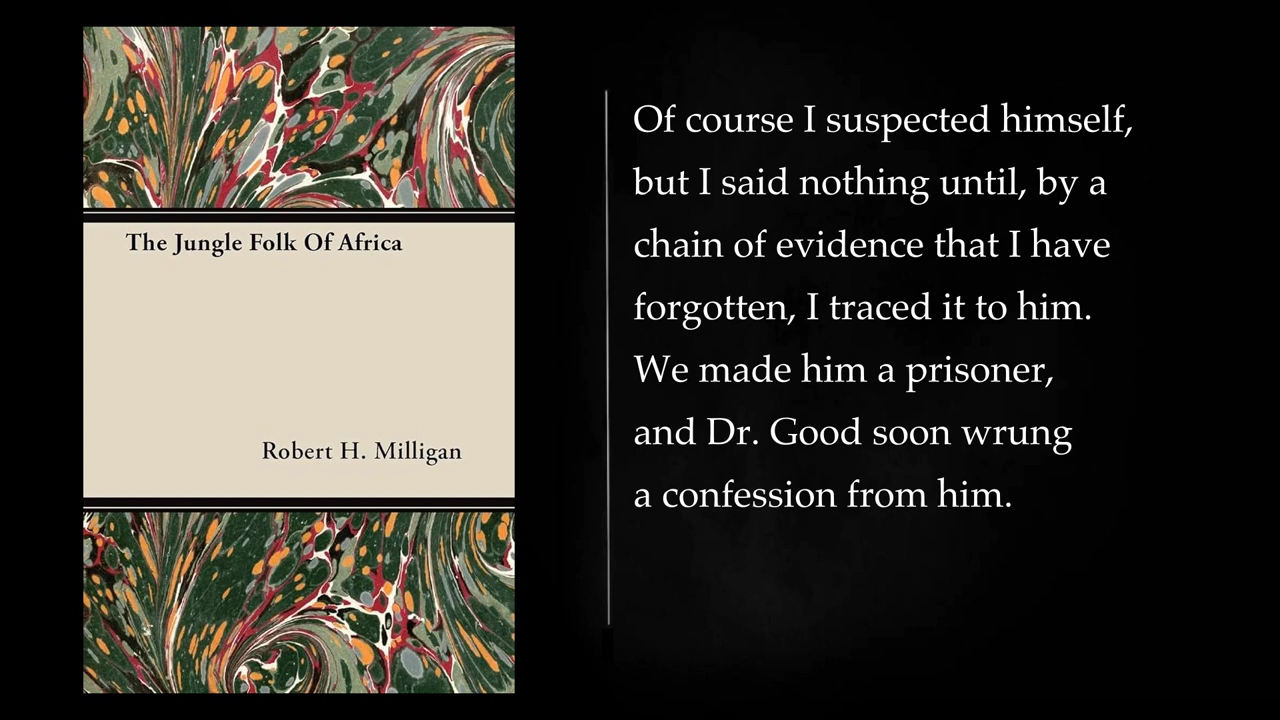 The Jungle Folk Of Africa
Robert H. Milligan
Of course I suspected himself,
but I said nothing until, by a
chain of evidence that I have
forgotten, I traced it to him.
We made him a prisoner,
and Dr. Good soon wrung
a confession from him.